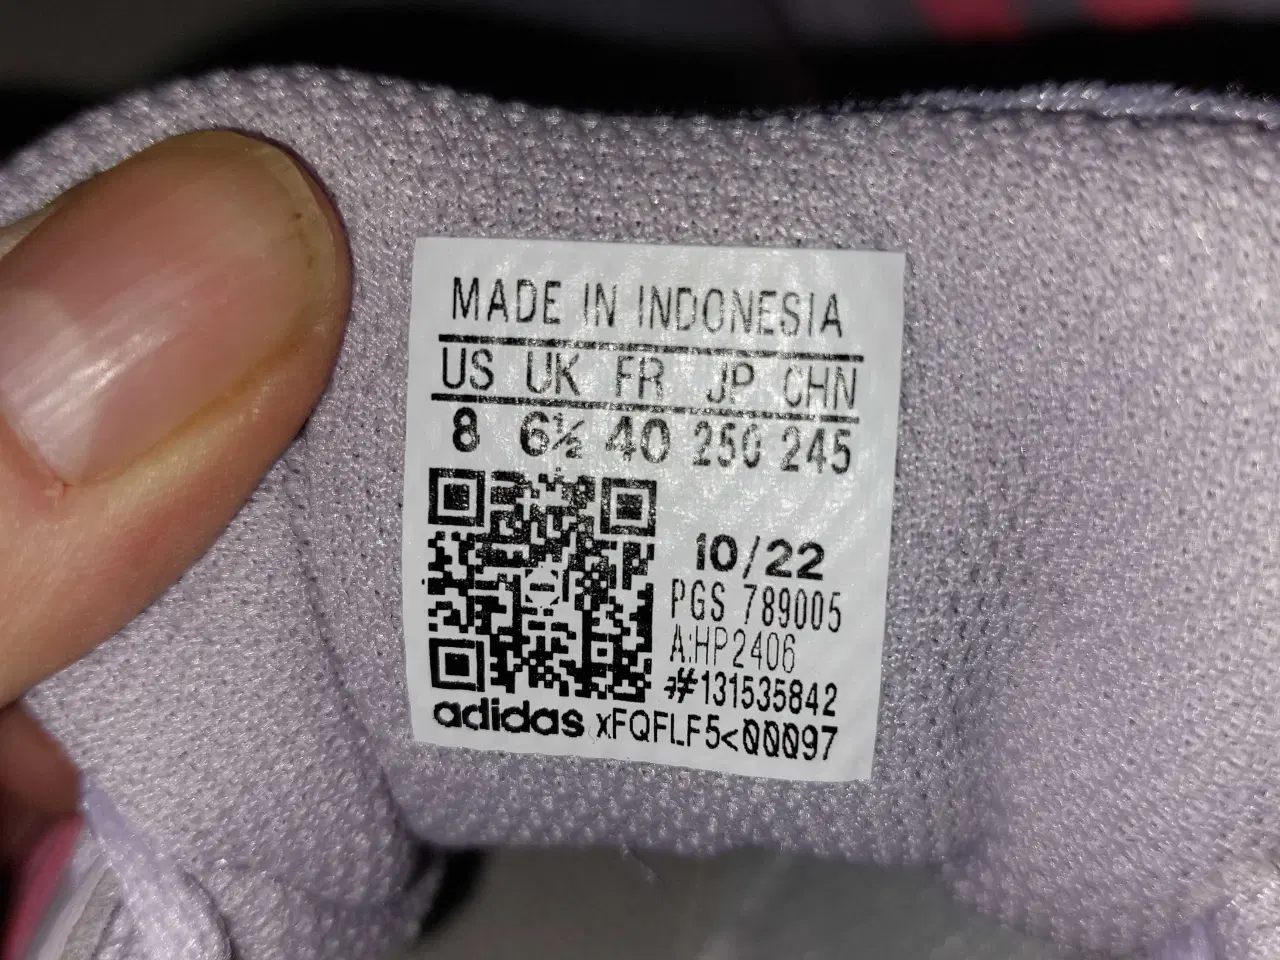 MADE IN INDONESIA
US UK FR JP CHN
8 6½ 40 250 245
10/22
PGS 789005
A:HP2406
#131535842
adidas xFQFLF5<00097